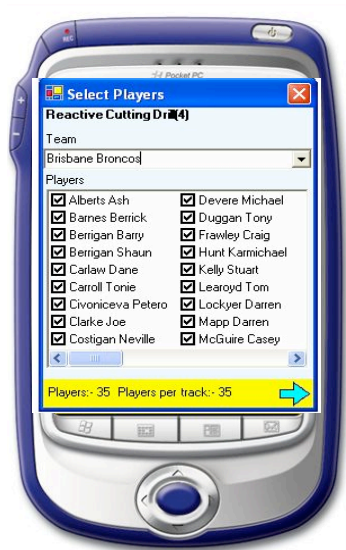 REC
Pocket PC
Select Players
Reactive Cutting Drill(4)
Team
Brisbane Broncos
Players
Alberts Ash
Devere Michael
Barnes Berrick
Duggan Tony
Berrigan Barry
Frawley Craig
Berrigan Shaun
Hunt Karmichael
Carlaw Dane
Kelly Stuart
Carroll Tonie
Learoyd Tom
Civoniceva Petero
Lockyer Darren
Clarke Joe
Mapp Darren
Costigan Neville
McGuire Casey
Players:- 35 Players per track:- 35